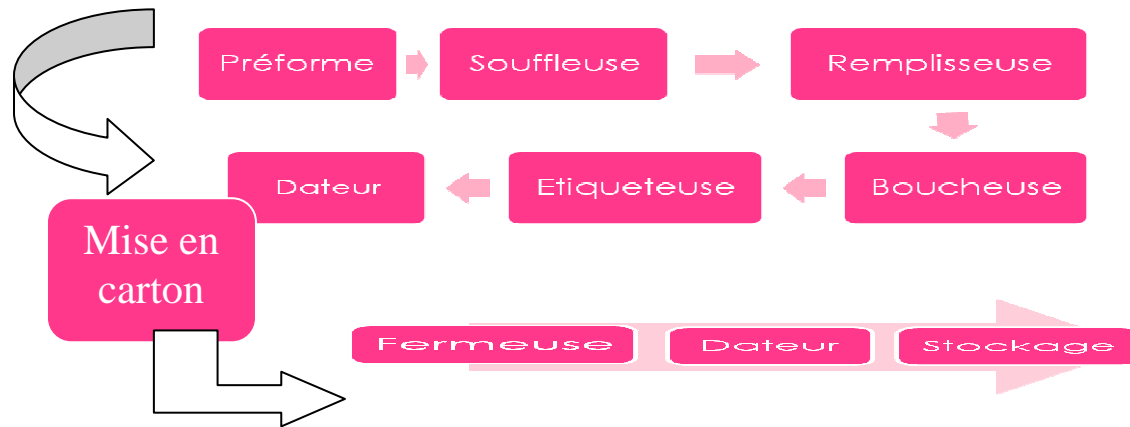 Préforme
Souffleuse
Remplisseuse
Boucheuse
Etiqueteuse
Dateur
Mise en
carton
Fermeuse
Dateur
Stockage